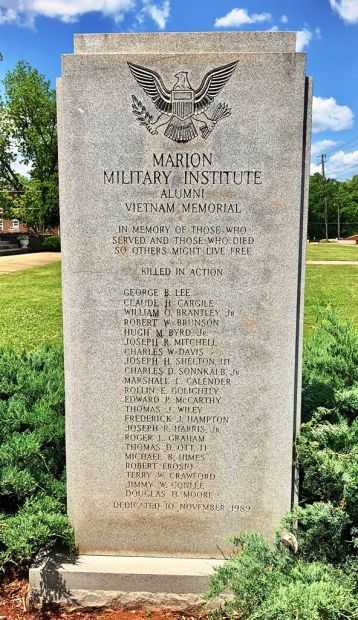 MARION
MILITARY INSTITUTE
ALUMNI
VIETNAM MEMORIAL
IN MEMORY OF THOSE WHO
SERVED AND THOSE WHO DIED
SO OTHERS MIGHT LIVE FREE
KILLED IN ACTION
GEORGE B. LEE
CLAUDE H. CARGILE
WILLIAM O. BRANTLEY Jr.
ROBERT W. BRUNSON
HUGH M. BYRD, Jr.
JOSEPH R. MITCHELL
CHARLES W. DAVIS
JOSEPH H. SHELTON III
CHARLES D. SONNKALB, Jr.
MARSHALL L. CALENDER
ROLLIN E. GOLIGHTLY
EDWARD P. McCARTHY
THOMAS J. WILEY
FREDERICK J. HAMPTON
JOSEPH R. HARRIS, Jr.
ROGER L. GRAHAM
THOMAS D. OTT, II
MICHAEL R. HIMES
ROBERT
TERRY W. CRAWFORD
JIMMY W. CONLEE
DOUGLAS H. MOORE
DEDICATED 10 NOVEMBER 1989